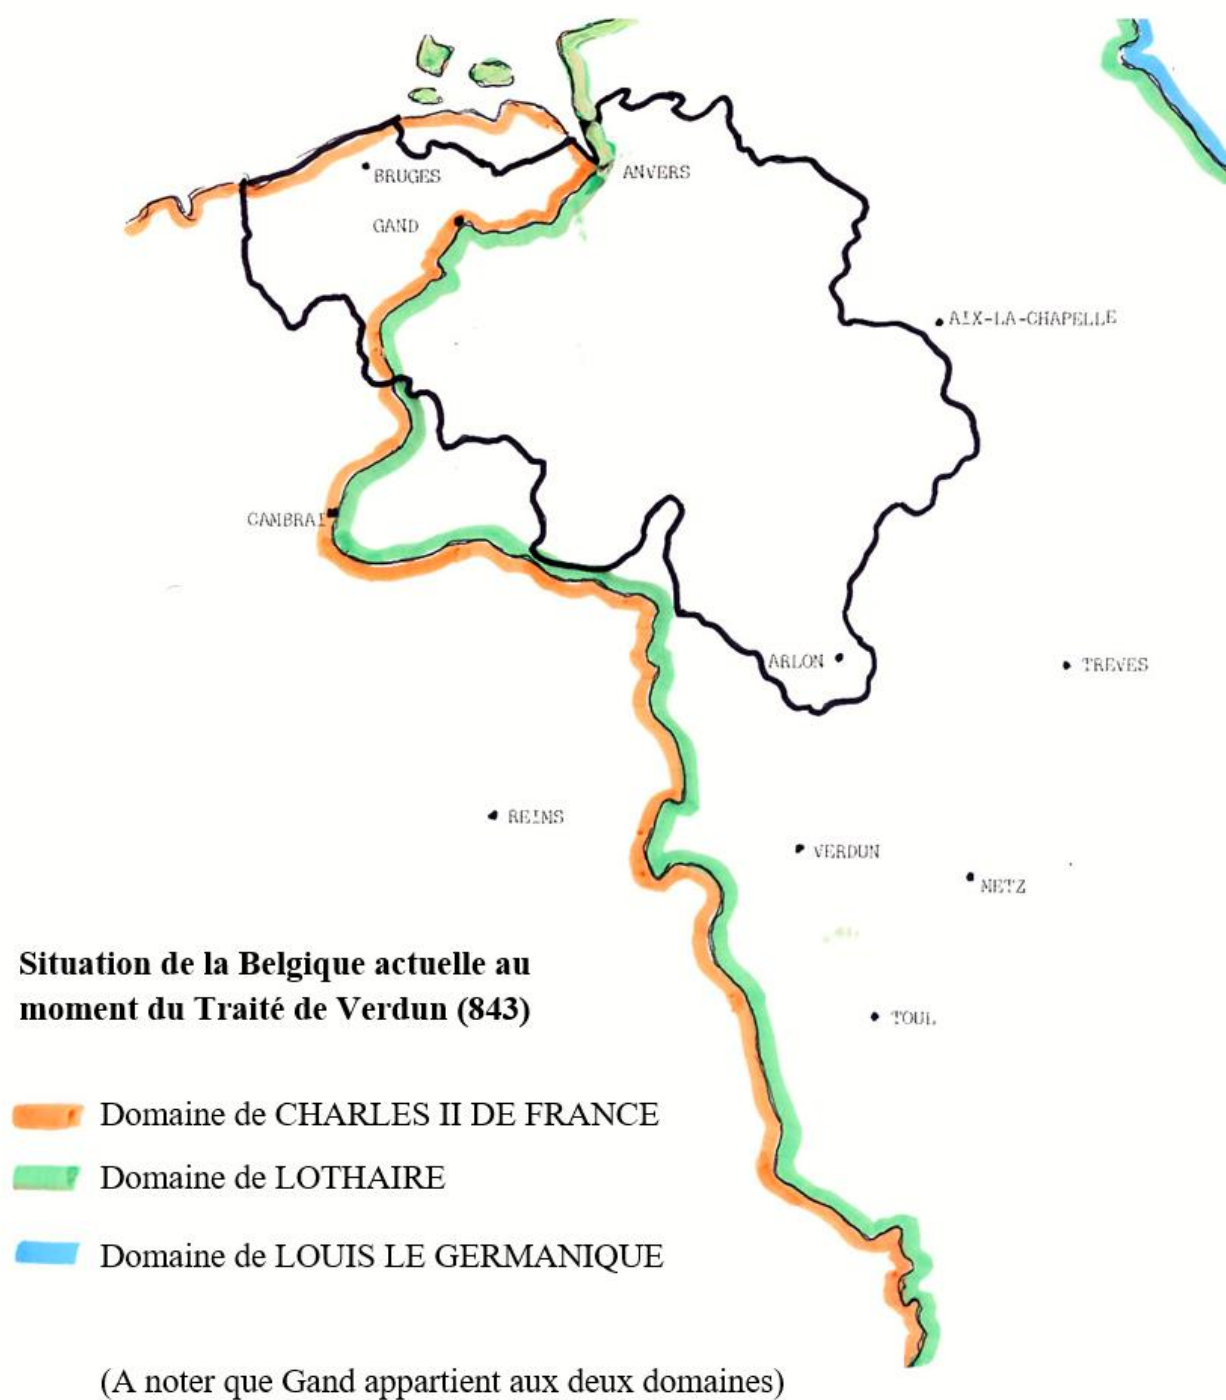 BRUGES
ANVERS
GAND
AIX-LA-CHAPELLE
CAMBRAI
ARLON
TREVES
REIMS
VERDUN
METZ
Situation de la Belgique actuelle au
moment du Traité de Verdun (843)
TOUL
Domaine de CHARLES II DE FRANCE
Domaine de LOTHAIRE
Domaine de LOUIS LE GERMANIQUE
(A noter que Gand appartient aux deux domaines)